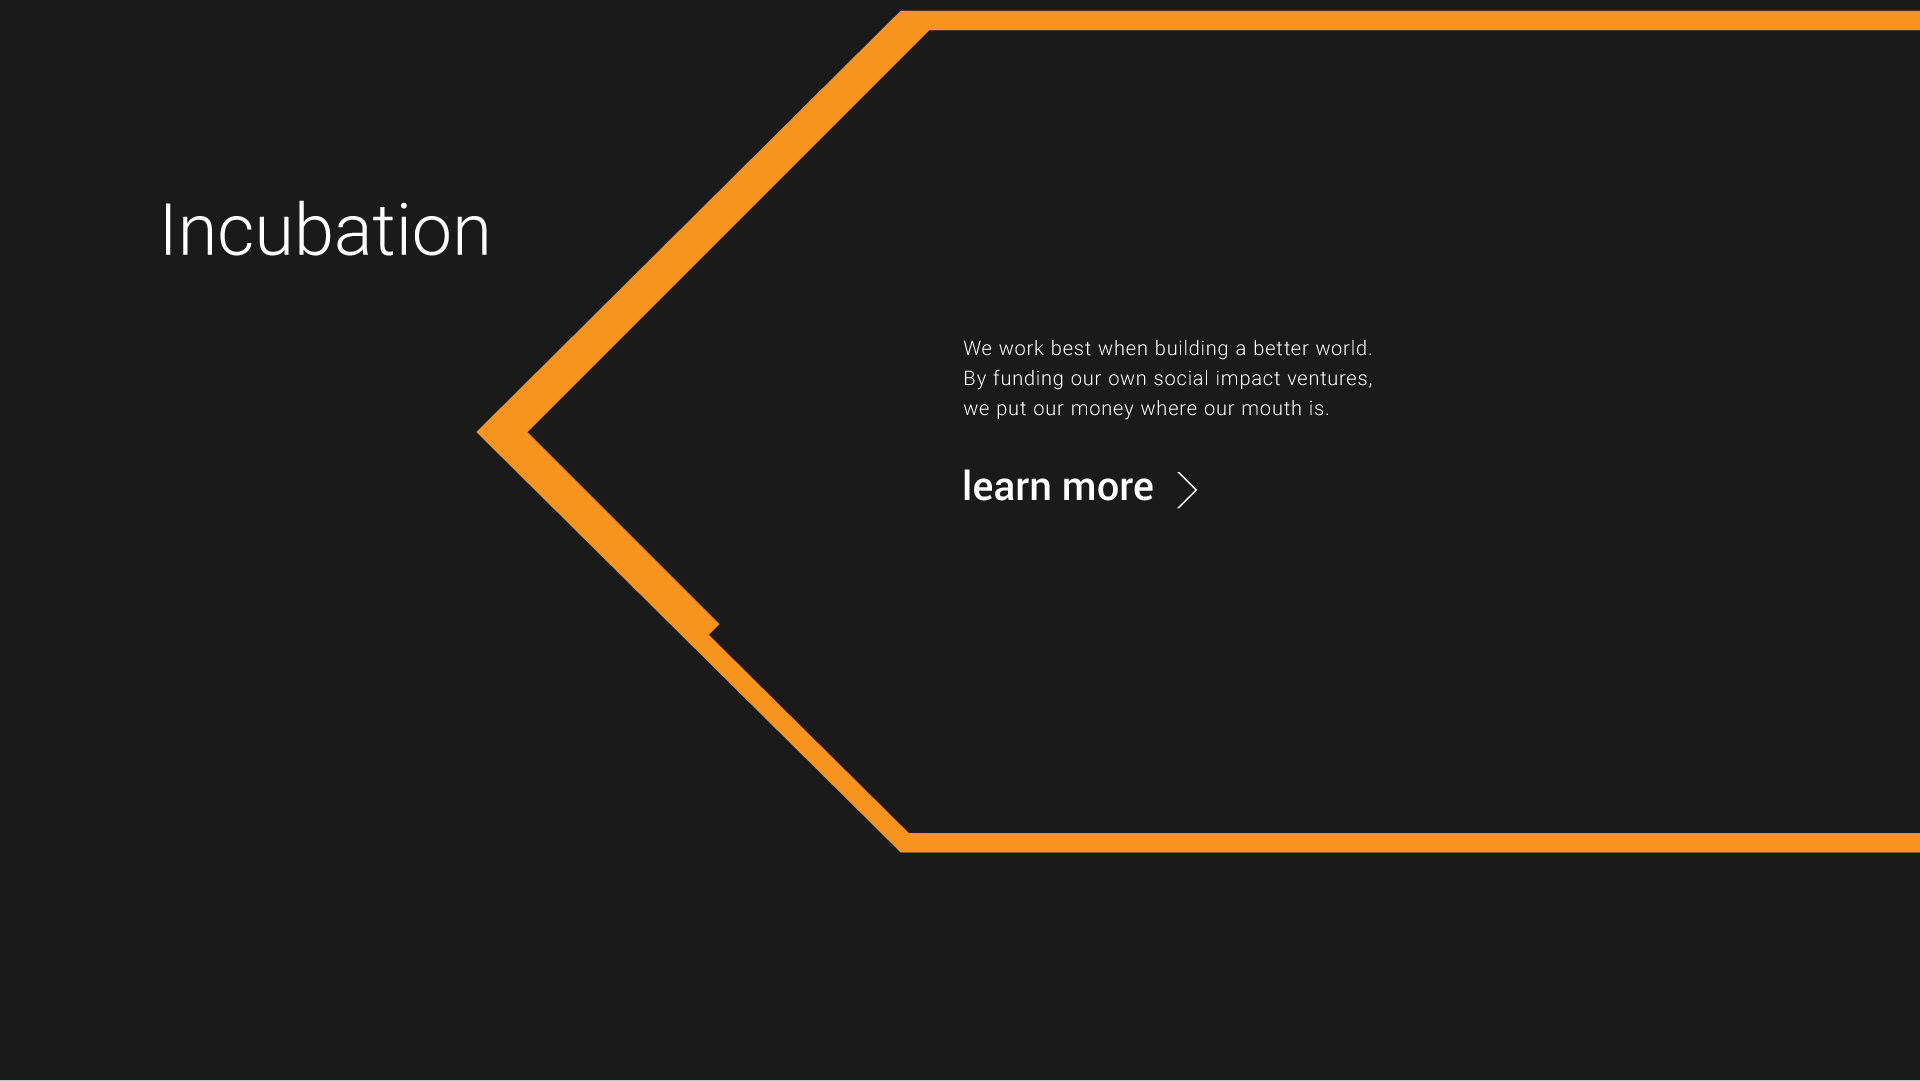 Incubation
We work best when building a better world.
By funding our own social impact ventures,
we put our money where our mouth is.
learn more